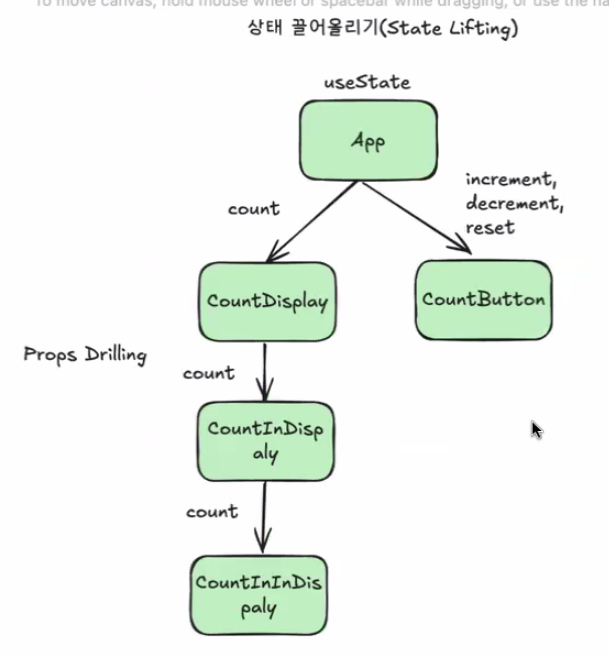 To move canvas, hold mouse wheel or spacebar while dragging, or use the ha
상태 끌어올리기(State Lifting)
useState
App
count
increment,
decrement,
reset
CountDisplay
CountButton
Props Drilling
count
CountInDisp
aly
count
CountInInDis
paly